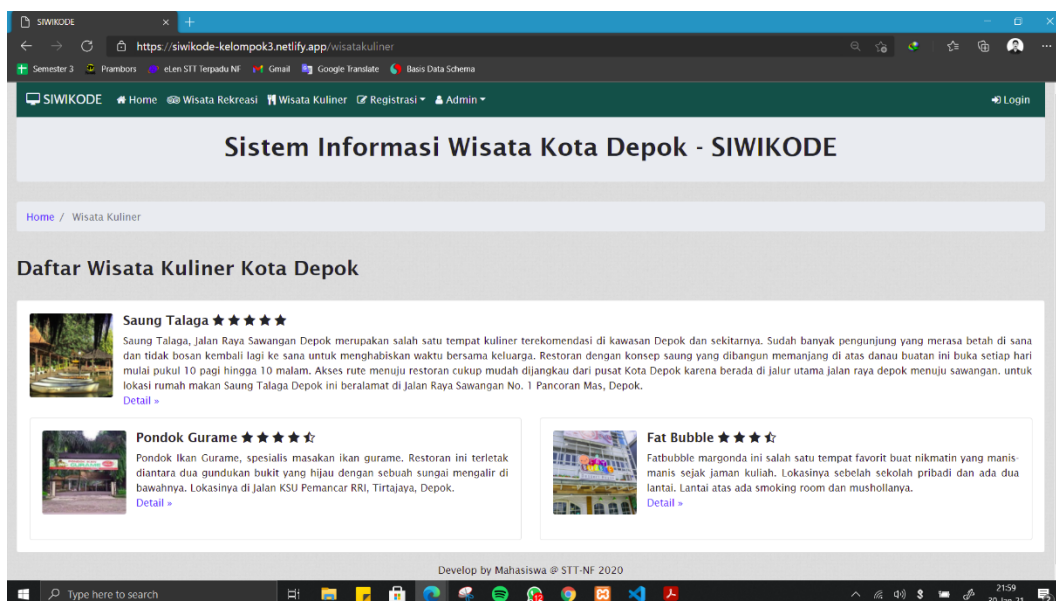 SIWIKODE
https://siwikode-kelompok3.netlify.app/wisatakuliner
Semester 3 Prambors eLen STT Terpadu NF Gmail Google Translate Basis Data Schema
SIWIKODE Home Wisata Rekreasi Wisata Kuliner Registrasi Admin Login
Sistem Informasi Wisata Kota Depok - SIWIKODE
Home / Wisata Kuliner
Daftar Wisata Kuliner Kota Depok
Saung Talaga ★ ★ ★ ★ ★
Saung Talaga, Jalan Raya Sawangan Depok merupakan salah satu tempat kuliner terekomendasi di kawasan Depok dan sekitarnya. Sudah banyak pengunjung yang merasa betah di sana
dan tidak bosan kembali lagi ke sana untuk menghabiskan waktu bersama keluarga. Restoran dengan konsep saung yang dibangun memanjang di atas danau buatan ini buka setiap hari
mulai pukul 10 pagi hingga 10 malam. Akses rute menuju restoran cukup mudah dijangkau dari pusat Kota Depok karena berada di jalur utama jalan raya depok menuju sawangan. untuk
lokasi rumah makan Saung Talaga Depok ini beralamat di Jalan Raya Sawangan No. 1 Pancoran Mas, Depok.
Detail »
Pondok Gurame
Pondok Ikan Gurame, spesialis masakan ikan gurame. Restoran ini terletak
diantara dua gundukan bukit yang hijau dengan sebuah sungai mengalir di
bawahnya. Lokasinya di Jalan KSU Pemancar RRI, Tirtajaya, Depok.
Detail »
Fat Bubble
Fatbubble margonda ini salah satu tempat favorit buat nikmatin yang manis-
manis sejak jaman kuliah. Lokasinya sebelah sekolah pribadi dan ada dua
lantai. Lantai atas ada smoking room dan mushollanya.
Detail »
Develop by Mahasiswa @ STT-NF 2020
Type here to search
21:59
20-Jan-21